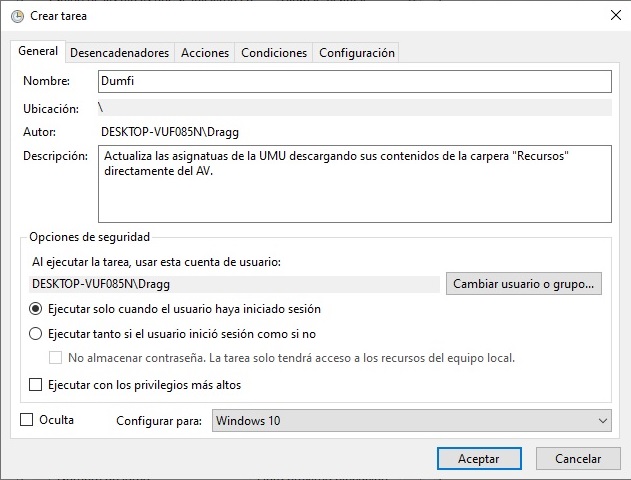 Crear tarea
General Desencadenadores Acciones Condiciones Configuración
Nombre: Dumfi
Ubicación: \
Autor: DESKTOP-VUF085N\Dragg
Descripción: Actualiza las asignatuas de la UMU descargando sus contenidos de la carpera "Recursos"
directamente del AV.
Opciones de seguridad
Al ejecutar la tarea, usar esta cuenta de usuario:
DESKTOP-VUF085N\Dragg Cambiar usuario o grupo...
Ejecutar solo cuando el usuario haya iniciado sesión
Ejecutar tanto si el usuario inició sesión como si no
No almacenar contraseña. La tarea solo tendrá acceso a los recursos del equipo local.
Ejecutar con los privilegios más altos
Oculta Configurar para: Windows 10
Aceptar Cancelar